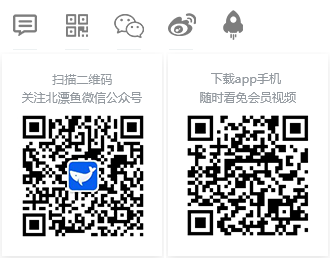 扫描二维码
关注北漂鱼微信公众号
下载app手机
随时看免会员视频